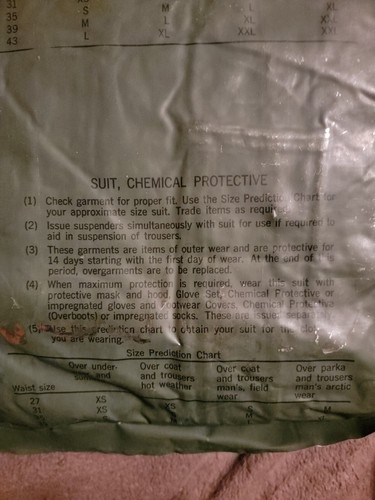 31 XS M L XL
35 S L XL XXL
39 M XL XXL XXL
43 L
SUIT, CHEMICAL PROTECTIVE
(1) Check garment for proper fit. Use the Size Prediction Chart for
your approximate size suit. Trade items as
(2) Issue suspenders simultaneously with suit for use if required to
aid in suspension of trousers.
(3) These garments are items of outer wear and are protective for
14 days starting with the first day of wear. At the end of this
period, overgarments are to be replaced.
(4) When maximum protection is required, wear this suit with
protective mask and hood, Glove Set, Chemical Protective or
impregnated gloves and Footwear Covers, Chemical Protective
(Overboots) or impregnated socks. These are issued separately.
(5) Use this prediction chart to obtain your suit for the
you are wearing.
Size Prediction Chart
Waist size
Over under- and
Over coat and trousers hot weather
Over coat and trousers man's, field wear
Over parka and trousers man's arctic wear
27 XS
31 XS XS M
35